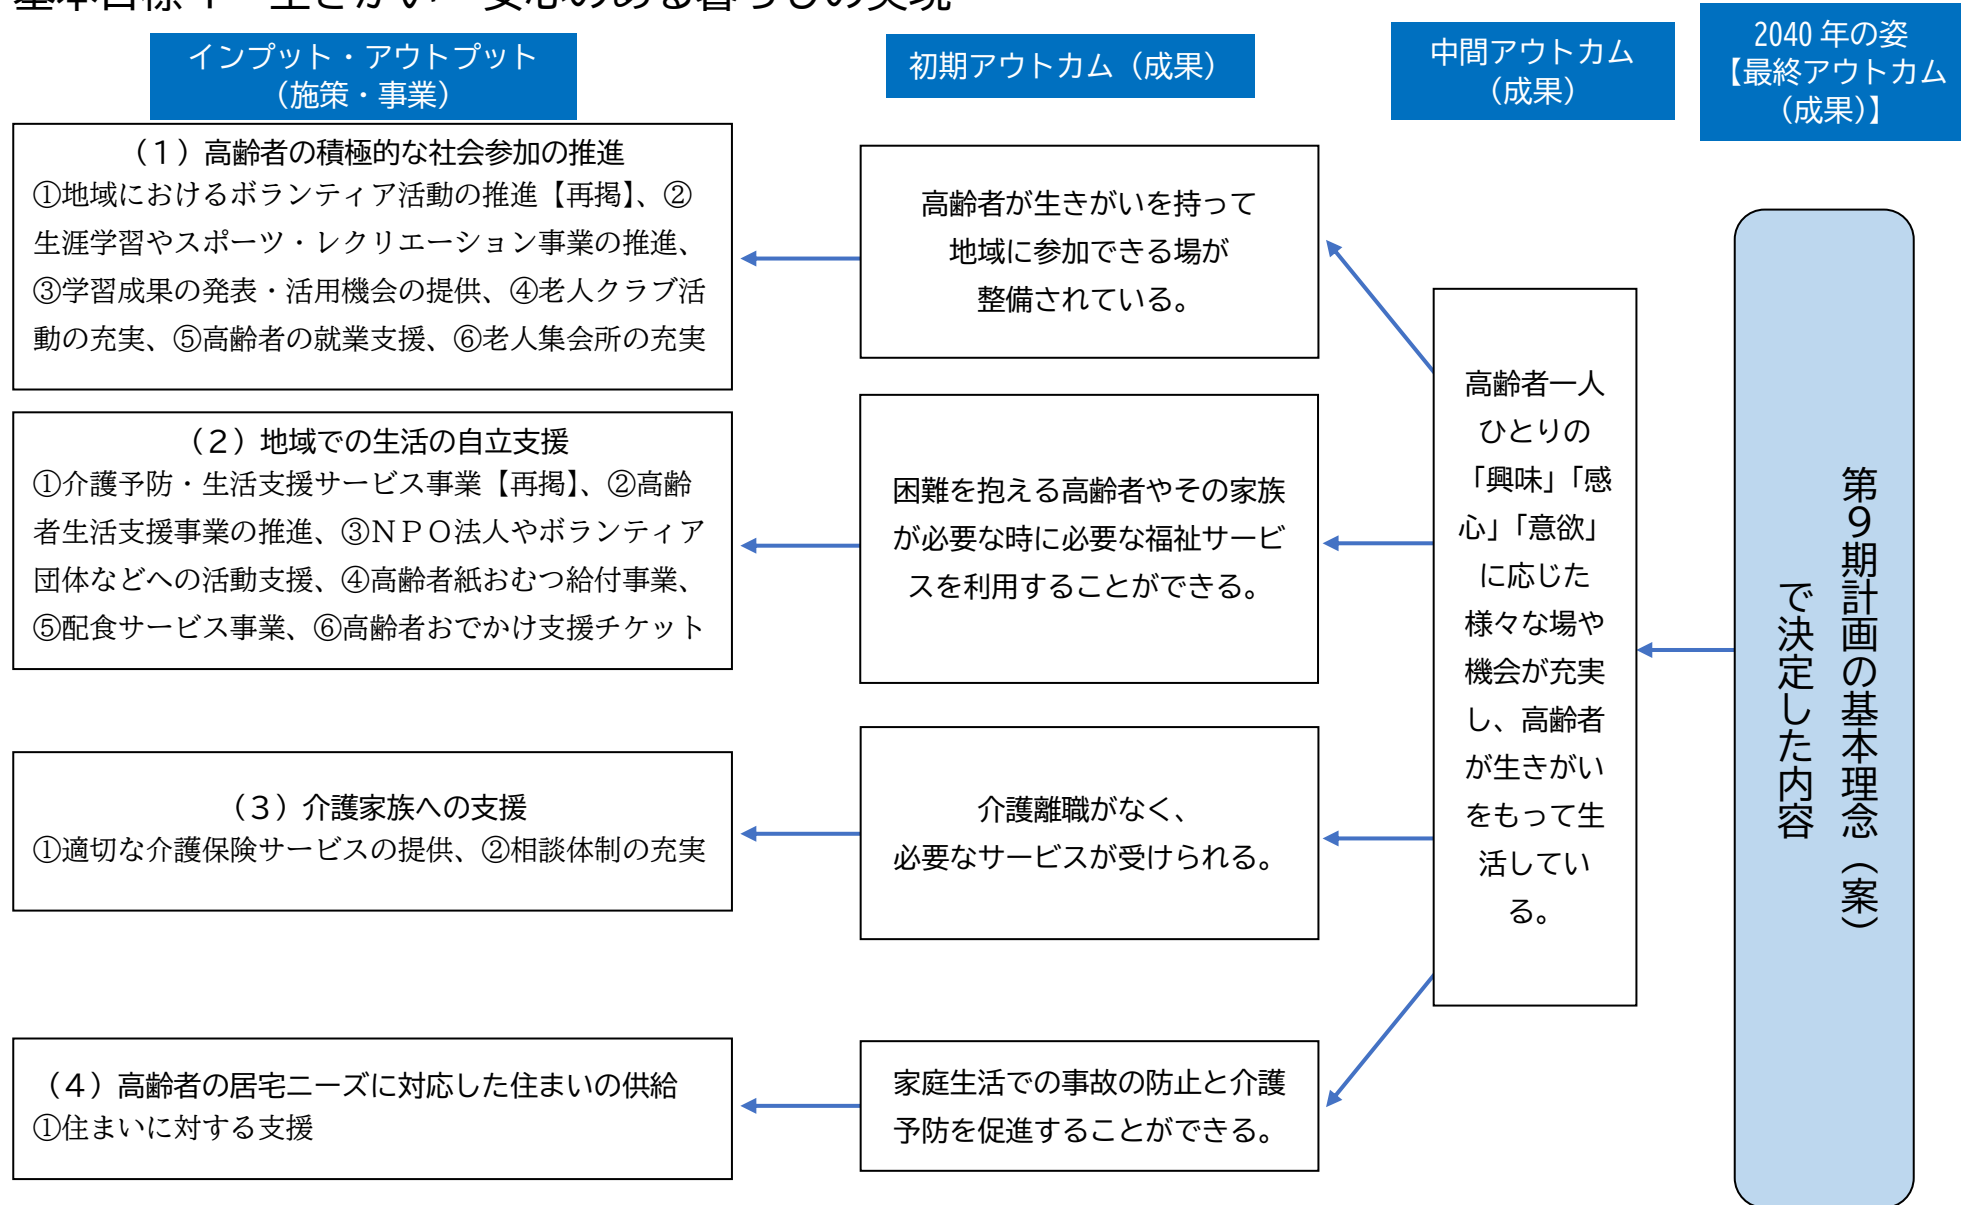 基本目標 生きがい・安心のある暮らしの実現
インプット・アウトプット
（施策・事業）
初期アウトカム（成果）
中間アウトカム
（成果）
2040年の姿
【最終アウトカム
（成果）】
（１）高齢者の積極的な社会参加の推進
①地域におけるボランティア活動の推進【再掲】、②
生涯学習やスポーツ・レクリエーション事業の推進、
③学習成果の発表・活用機会の提供、④老人クラブ活
動の充実、⑤高齢者の就業支援、⑥老人集会所の充実
高齢者が生きがいを持って
地域に参加できる場が
整備されている。
（２）地域での生活の自立支援
①介護予防・生活支援サービス事業【再掲】、②高齢
者生活支援事業の推進、③ＮＰＯ法人やボランティア
団体などへの活動支援、④高齢者紙おむつ給付事業、
⑤配食サービス事業、⑥高齢者おでかけ支援チケット
困難を抱える高齢者やその家族
が必要な時に必要な福祉サービ
スを利用することができる。
（３）介護家族への支援
①適切な介護保険サービスの提供、②相談体制の充実
介護離職がなく、
必要なサービスが受けられる。
（４）高齢者の居宅ニーズに対応した住まいの供給
①住まいに対する支援
家庭生活での事故の防止と介護
予防を促進することができる。
高齢者一人
ひとりの
「興味」「感
心」「意欲」
に応じた
様々な場や
機会が充実
し、高齢者
が生きがい
をもって生
活してい
る。
第９期計画の基本理念（案）
で決定した内容